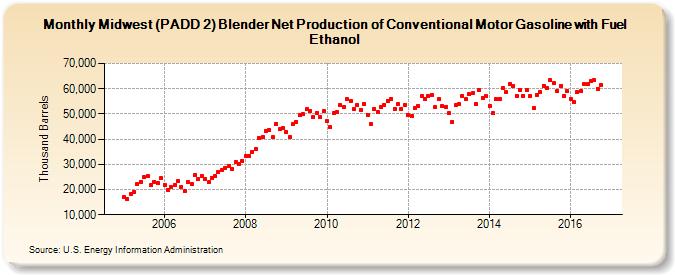 Monthly Midwest (PADD 2) Blender Net Production of Conventional Motor Gasoline with Fuel
Ethanol
Thousand Barrels
70,000
60,000
50,000
40,000
30,000
20,000
10,000
2006 2008 2010 2012 2014 2016
Source: U.S. Energy Information Administration